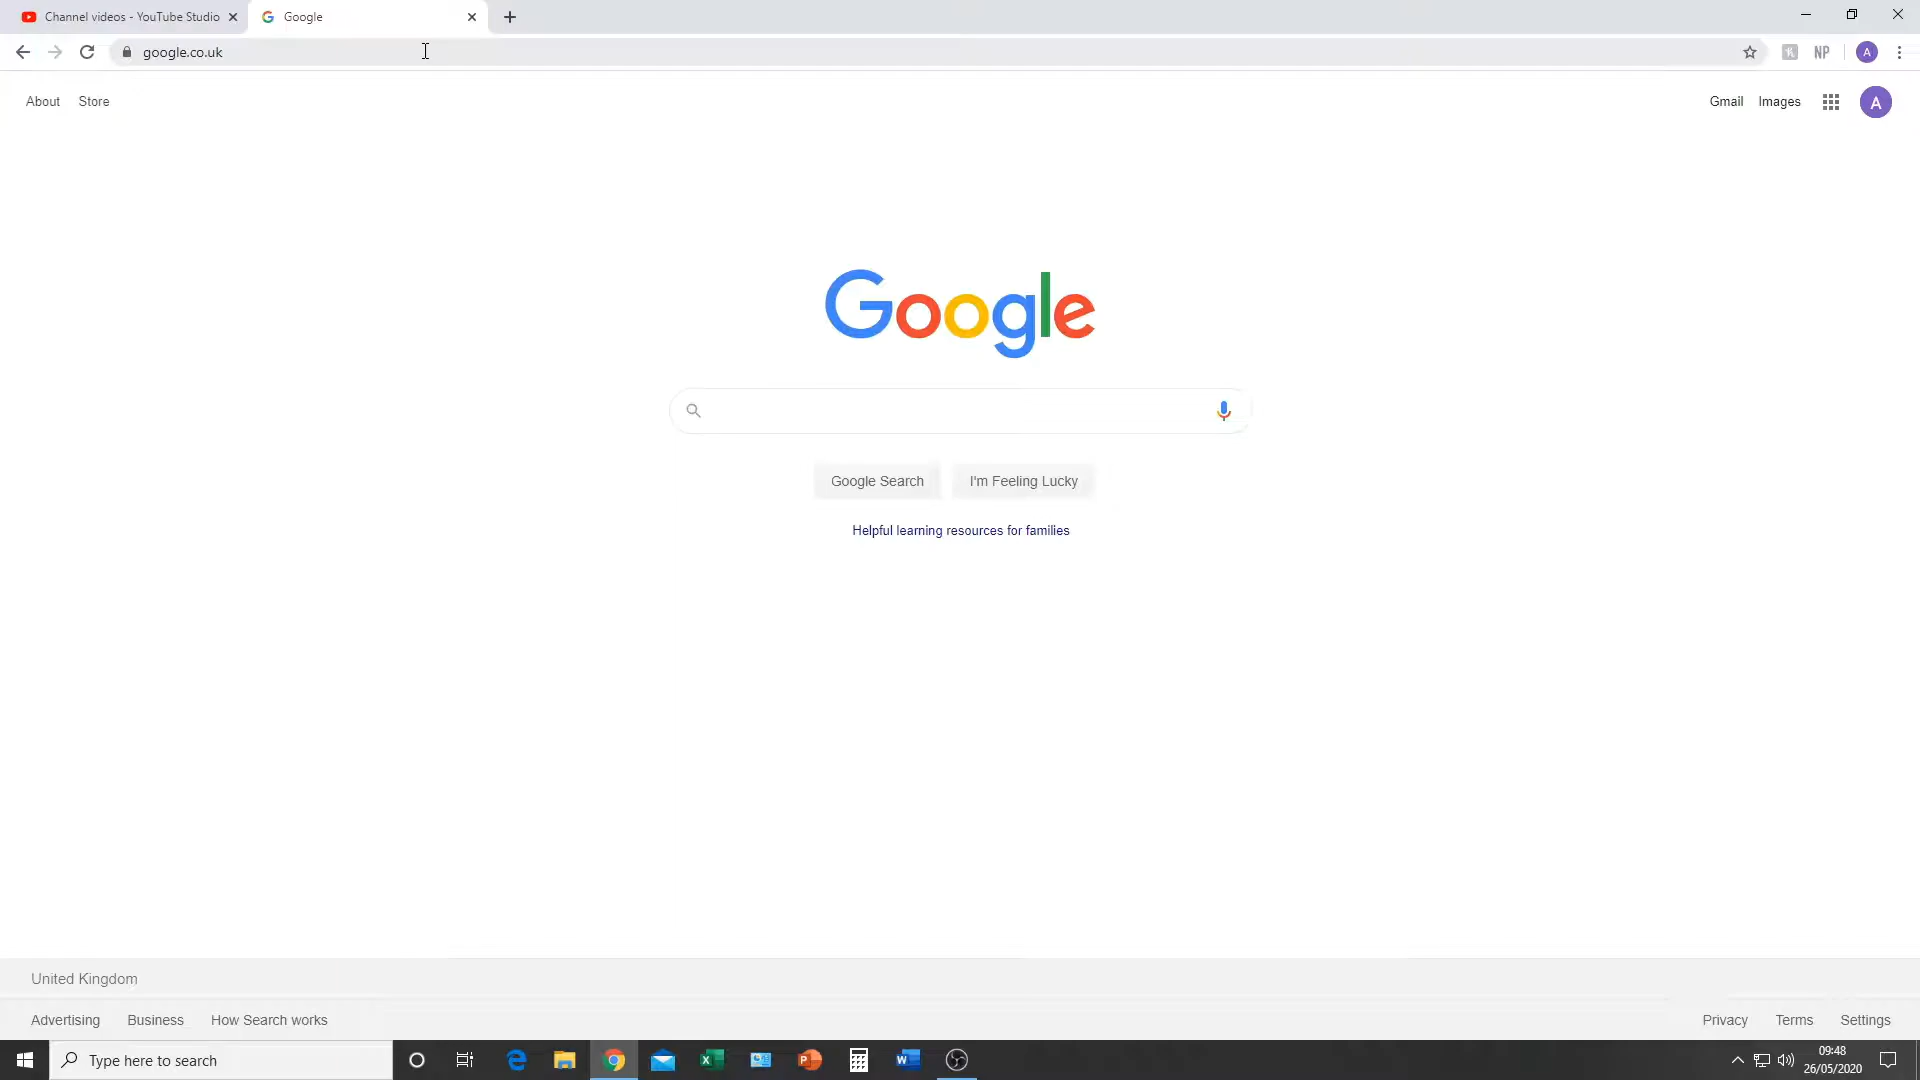 Channel videos - YouTube Studio
Google
google.co.uk
NP
A
About Store
Gmail Images
A
Google
Google Search
I'm Feeling Lucky
Helpful learning resources for families
United Kingdom
Advertising Business How Search works
Privacy Terms Settings
Type here to search
09:48
26/05/2020